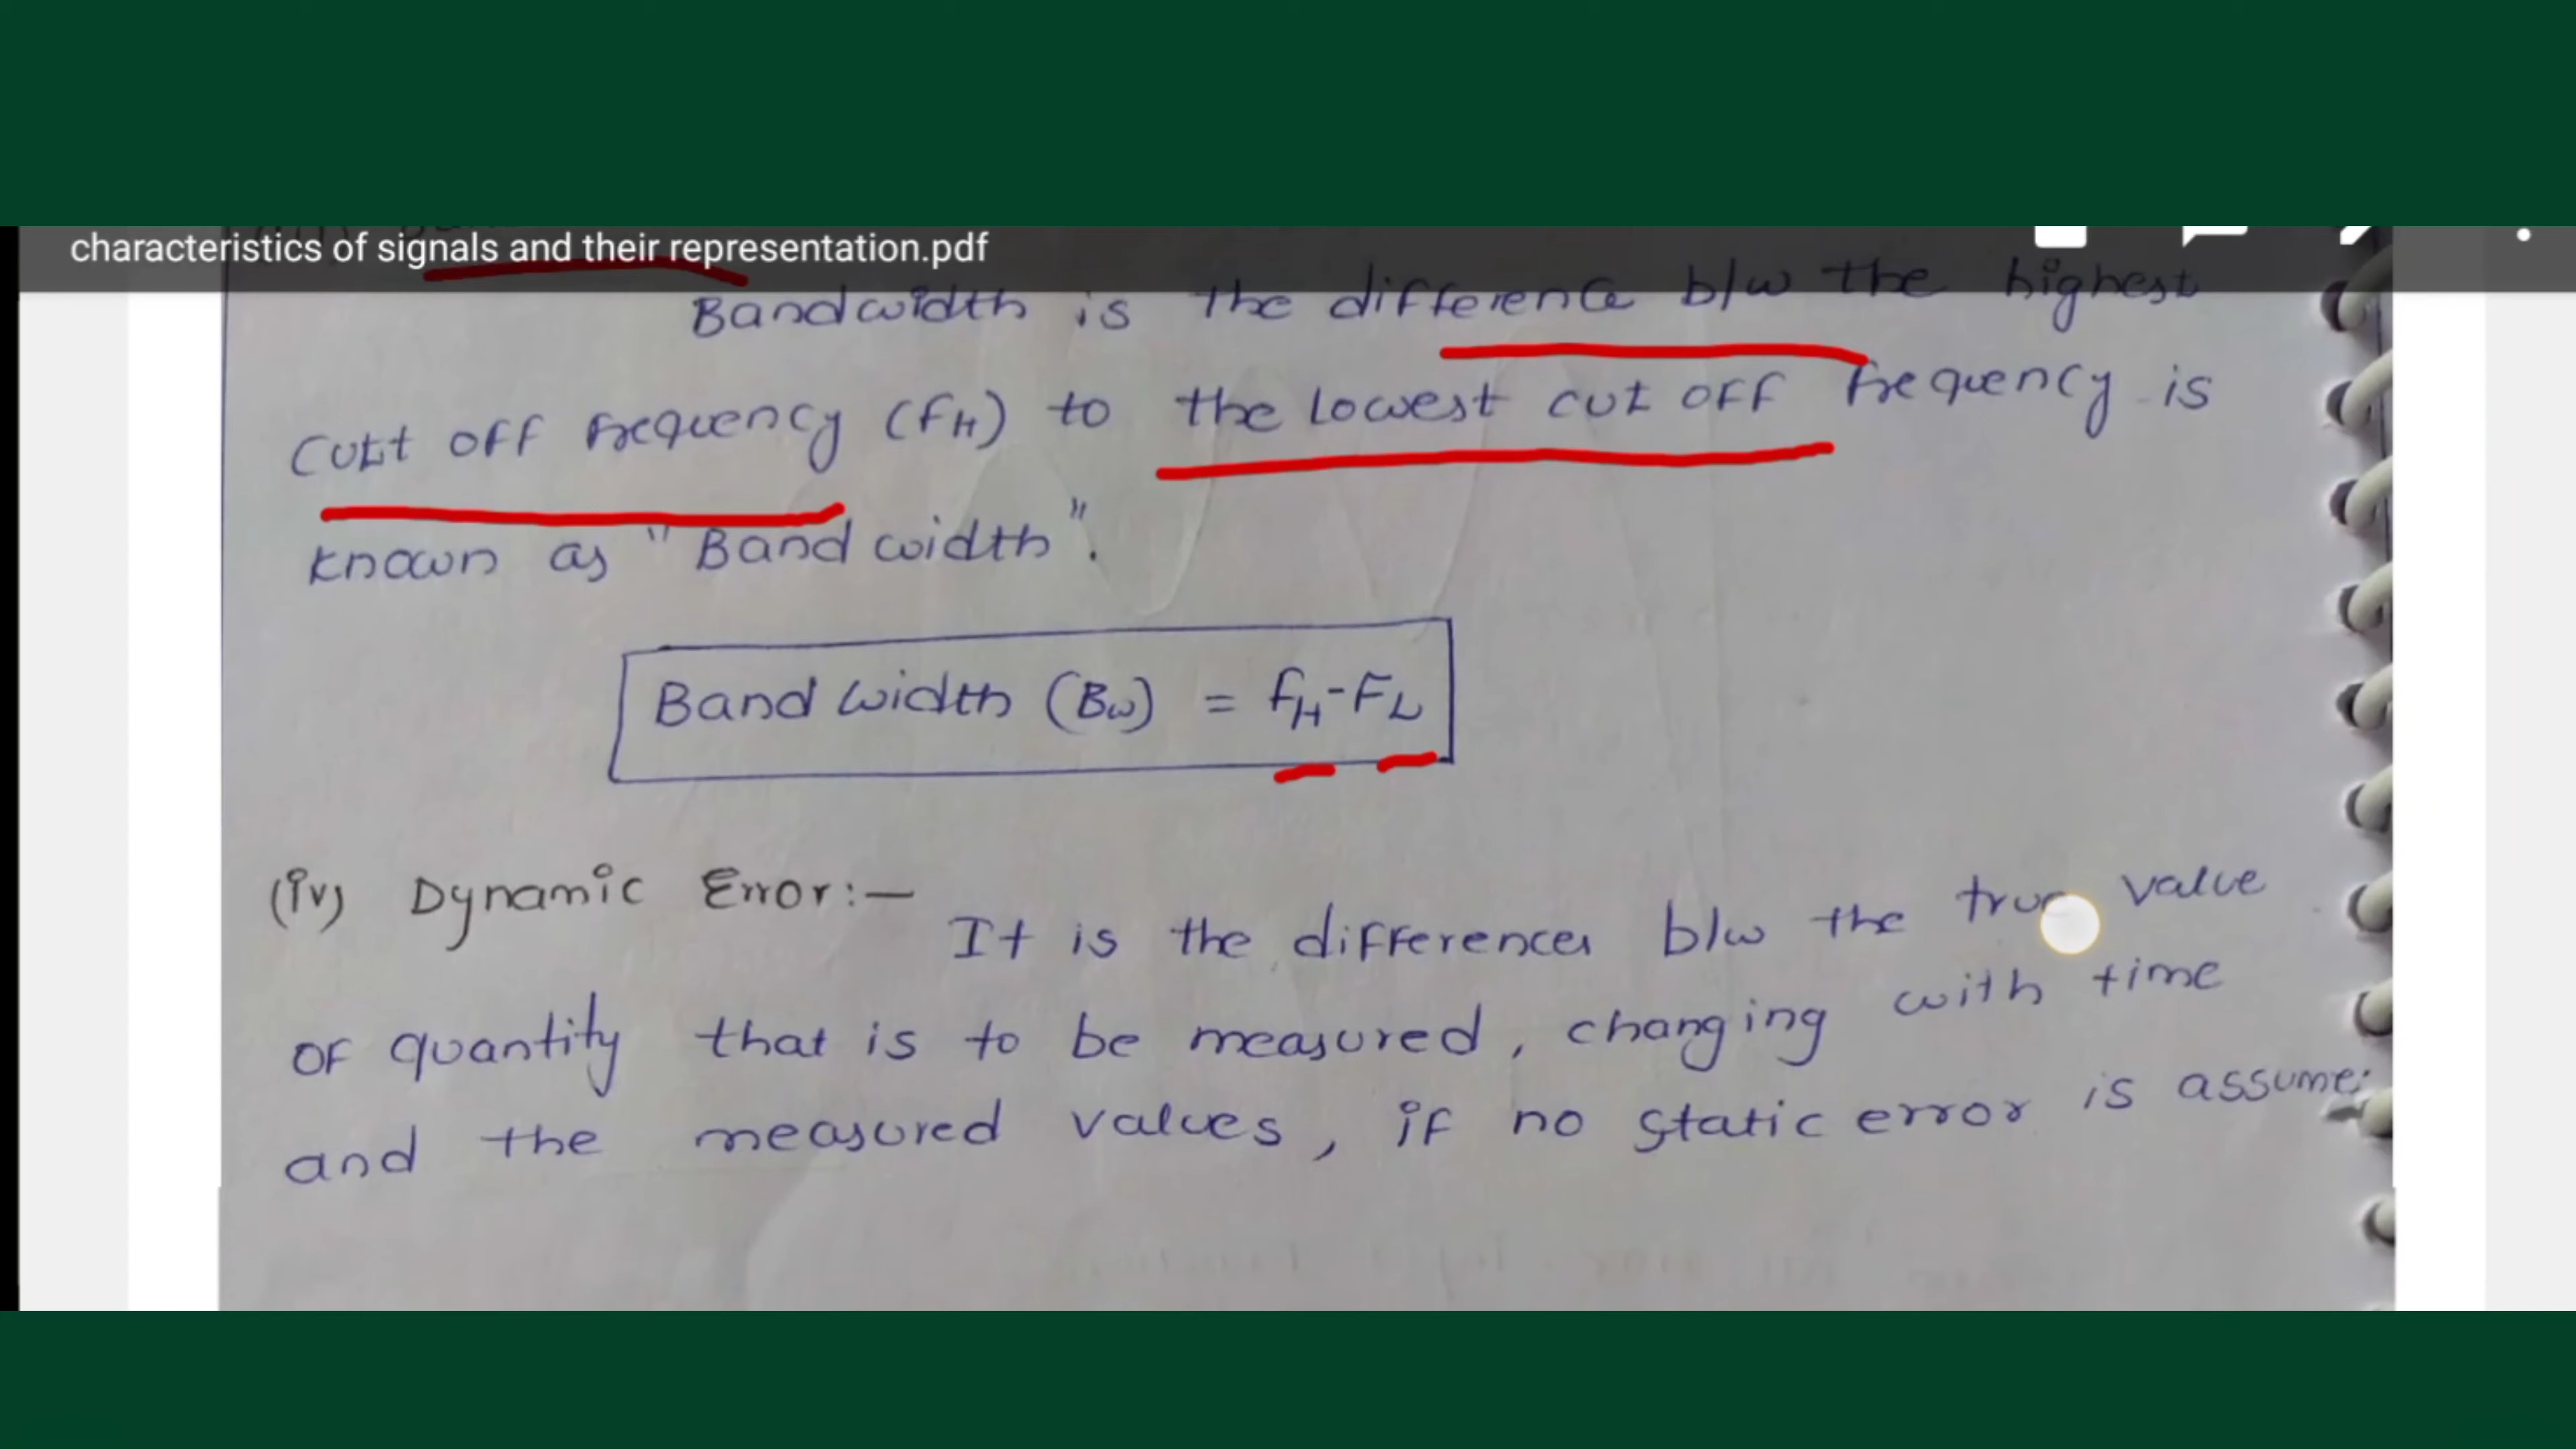 characteristics of signals and their representation.pdf
Bandwidth is the difference b/w the highest
Cutt off frequency (fH) to the lowest cut off frequency is
known as "Band width".
Band width (Bw) = fH-FL
(iv) Dynamic Error:-
It is the differences b/w the true value
of quantity that is to be measured, changing with time
and the measured values, if no static error is assume